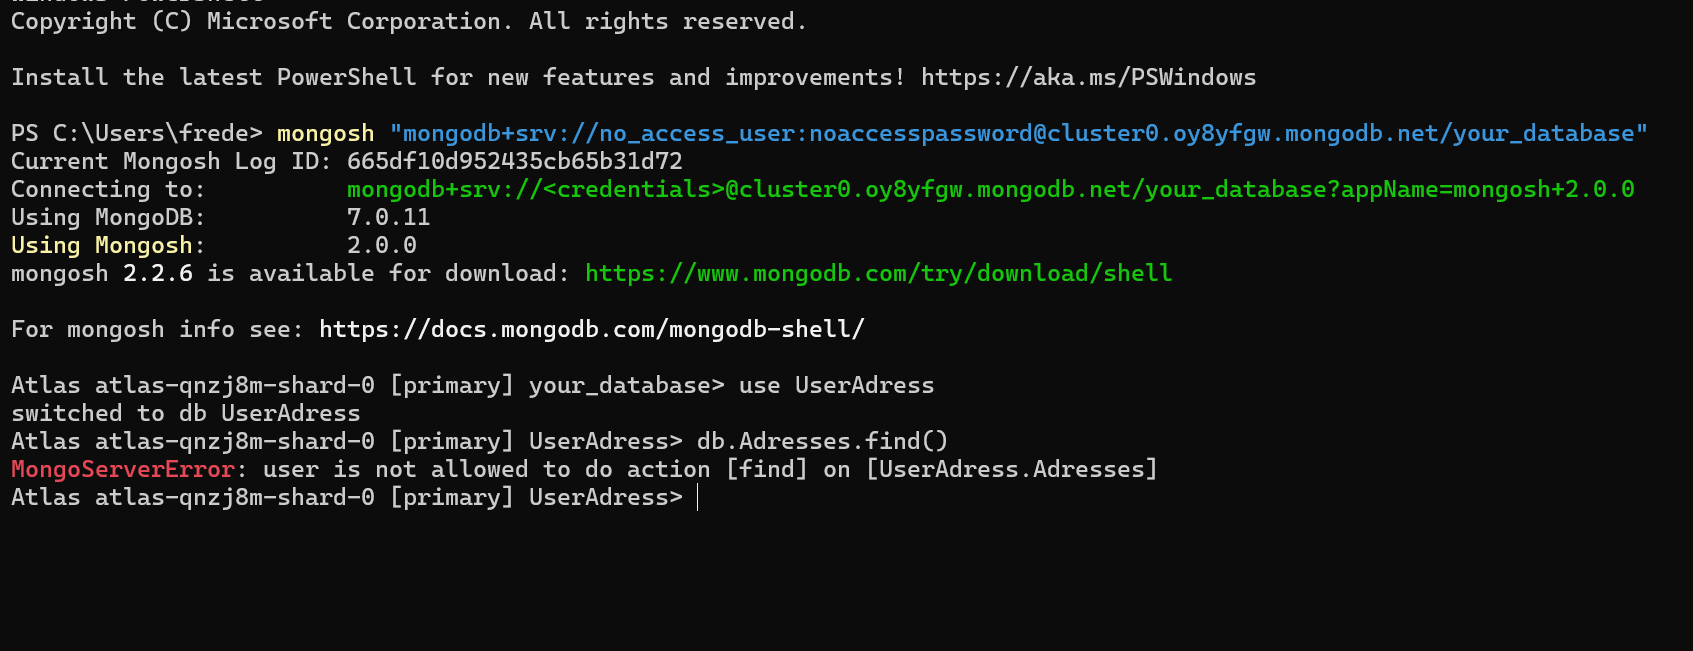 Copyright (C) Microsoft Corporation. All rights reserved.
Install the latest PowerShell for new features and improvements! https://aka.ms/PSWindows
PS C:\Users\frede> mongosh "mongodb+srv://no_access_user:noaccesspassword@cluster0.oy8yfgw.mongodb.net/your_database"
Current Mongosh Log ID: 665df10d952435cb65b31d72
Connecting to: mongodb+srv://<credentials>@cluster0.oy8yfgw.mongodb.net/your_database?appName=mongosh+2.0.0
Using MongoDB: 7.0.11
Using Mongosh: 2.0.0
mongosh 2.2.6 is available for download: https://www.mongodb.com/try/download/shell
For mongosh info see: https://docs.mongodb.com/mongodb-shell/
Atlas atlas-qnzj8m-shard-0 [primary] your_database> use UserAdress
switched to db UserAdress
Atlas atlas-qnzj8m-shard-0 [primary] UserAdress> db.Adresses.find()
MongoServerError: user is not allowed to do action [find] on [UserAdress.Adresses]
Atlas atlas-qnzj8m-shard-0 [primary] UserAdress>